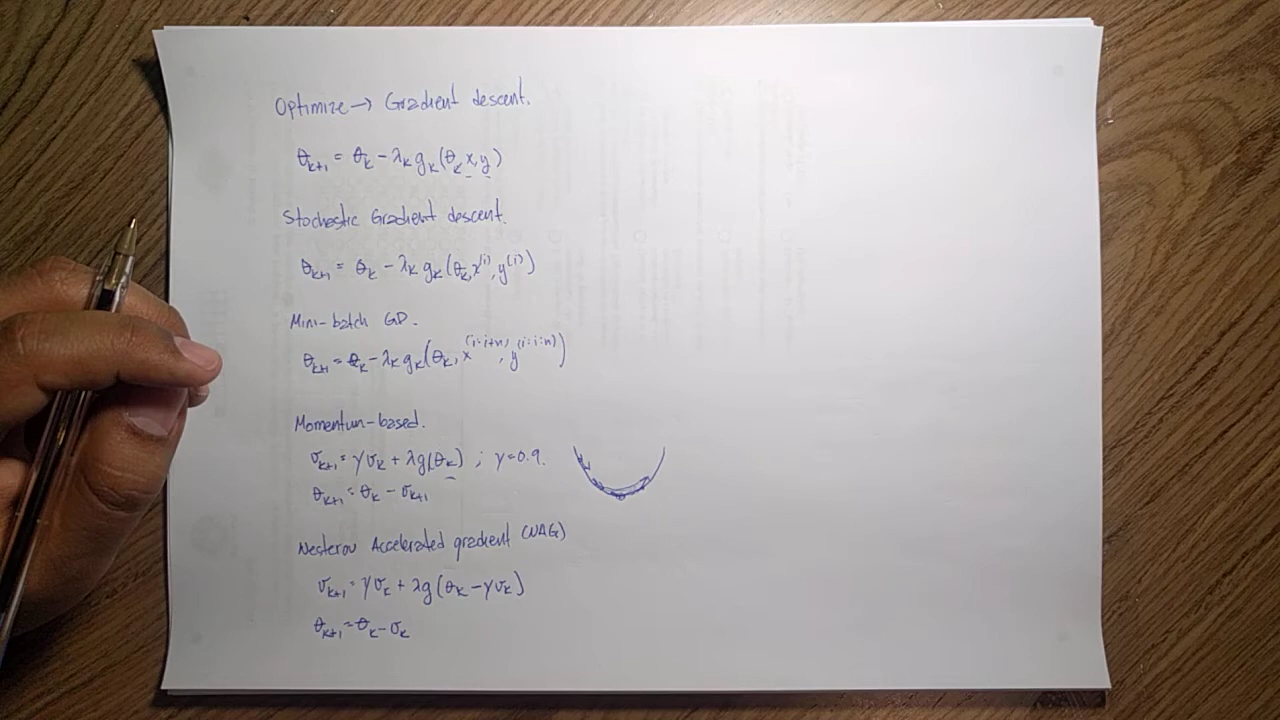 Optimize → Gradient descent.
θₖ₊₁ = θₖ − λₖ gₖ(θₖ x, y)
Stochastic Gradient descent.
θₖ₊₁ = θₖ − λₖ gₖ(θₖ, x⁽ⁱ⁾, y⁽ⁱ⁾)
Mini-batch GD.
θₖ₊₁ = θₖ − λₖ gₖ(θₖ, x^(i:i+n), y^(i:i:n))
Momentum-based.
υₖ₊₁ = γυₖ + λg(θₖ) ; γ=0.9.
θₖ₊₁ = θₖ − υₖ₊₁
Nesterov Accelerated gradient (NAG)
υₖ₊₁ = γυₖ + λg(θₖ − γυₖ)
θₖ₊₁ = θₖ − υₖ